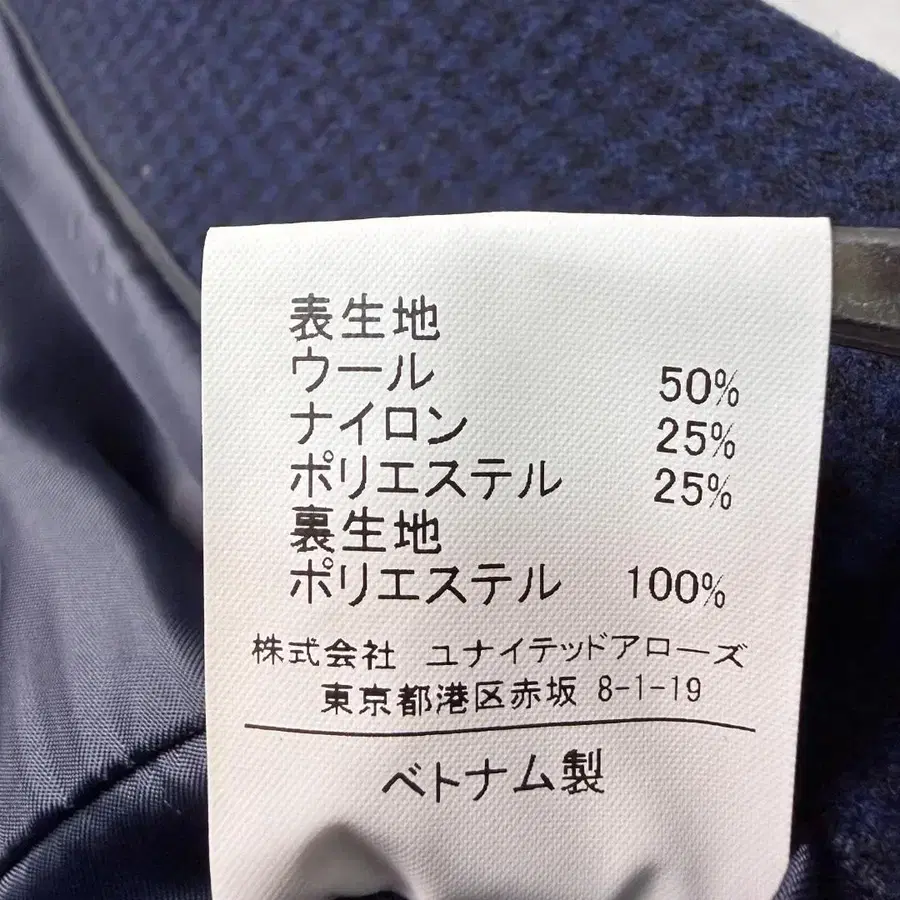 表生地
ウール 50%
ナイロン 25%
ポリエステル 25%
裏生地
ポリエステル 100%
株式会社 ユナイテッドアローズ
東京都港区赤坂 8-1-19
ベトナム製